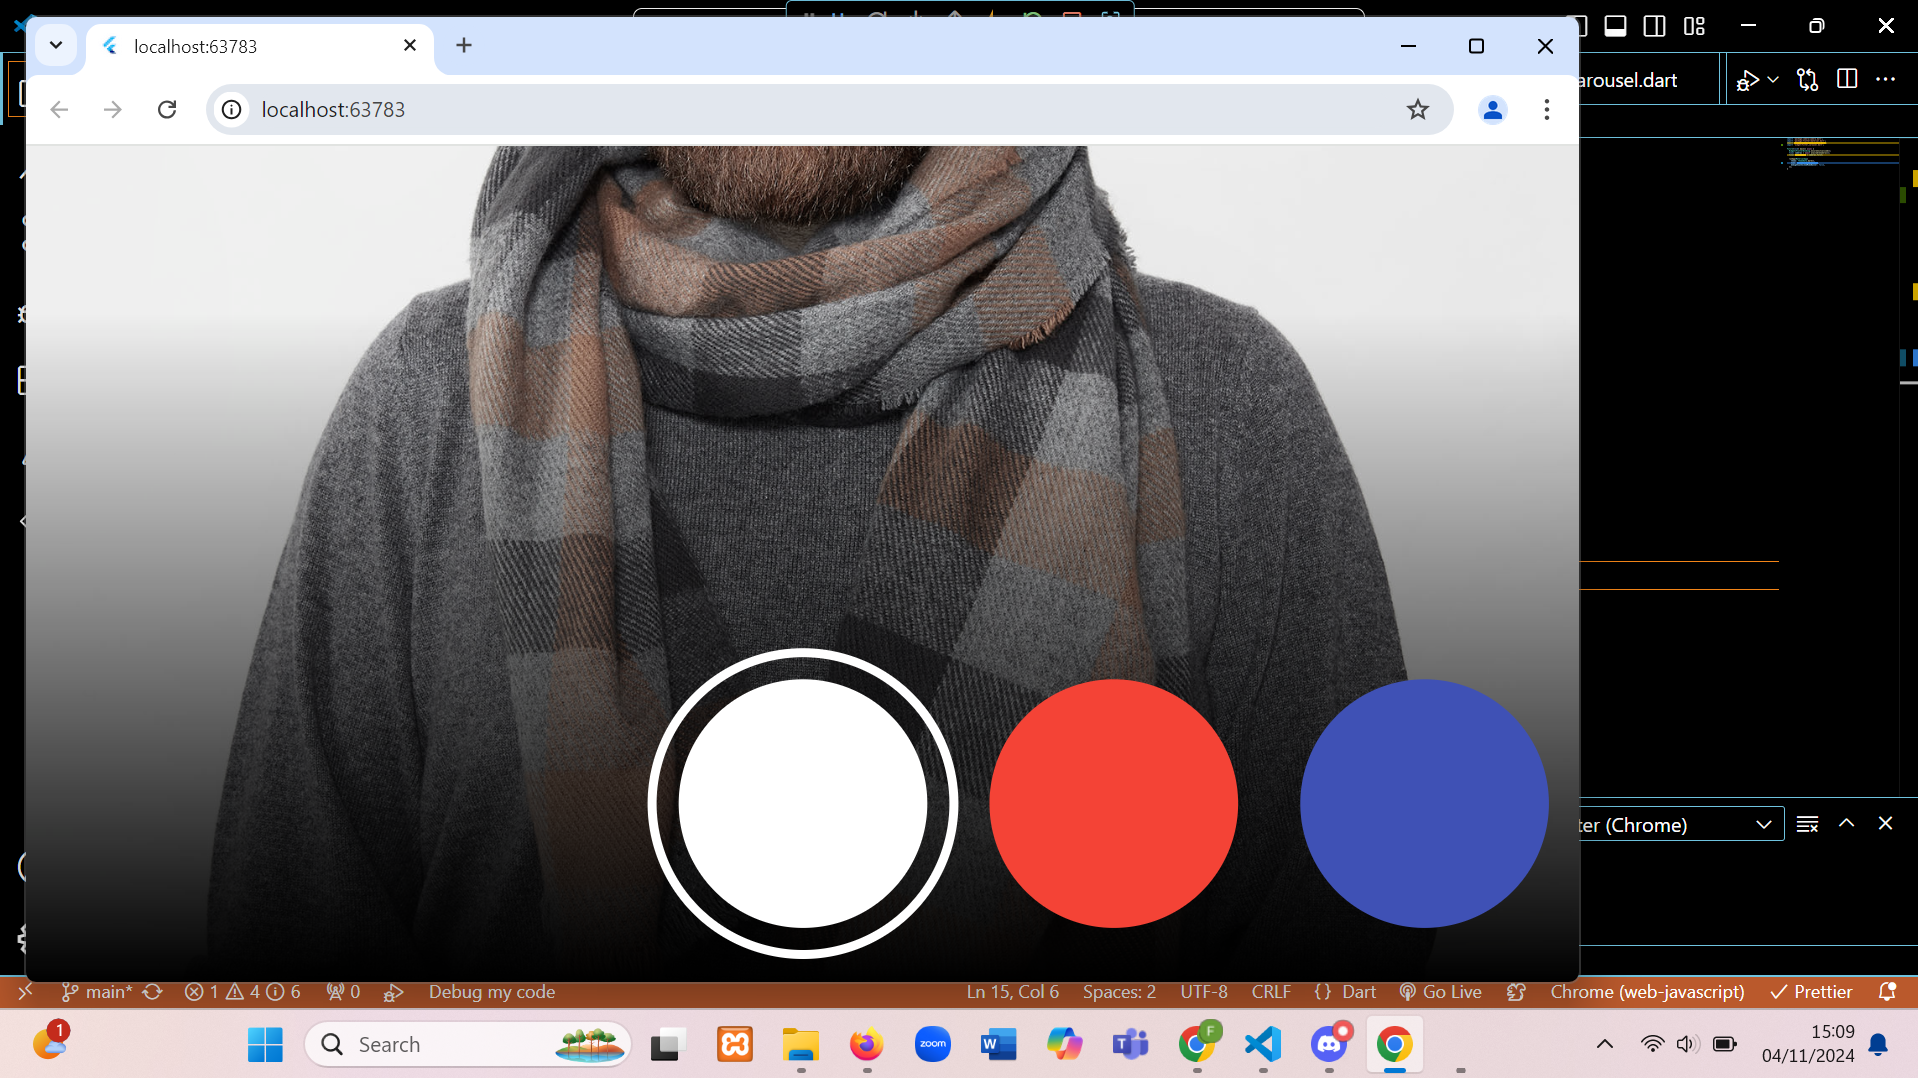 localhost:63783
localhost:63783
arousel.dart
ter (Chrome)
main* 1 4 6 0 Debug my code Ln 15, Col 6 Spaces: 2 UTF-8 CRLF {} Dart Go Live Chrome (web-javascript) Prettier
1
Search
zoom
W
T
F
15:09
04/11/2024